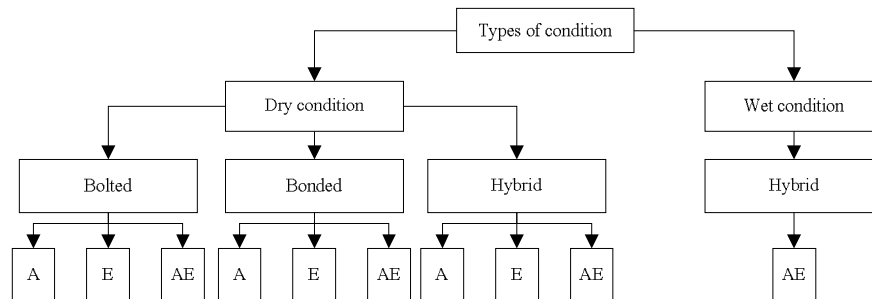 Types of condition
Dry condition
Wet condition
Bolted
Bonded
Hybrid
Hybrid
A
E
AE
A
E
AE
A
E
AE
AE